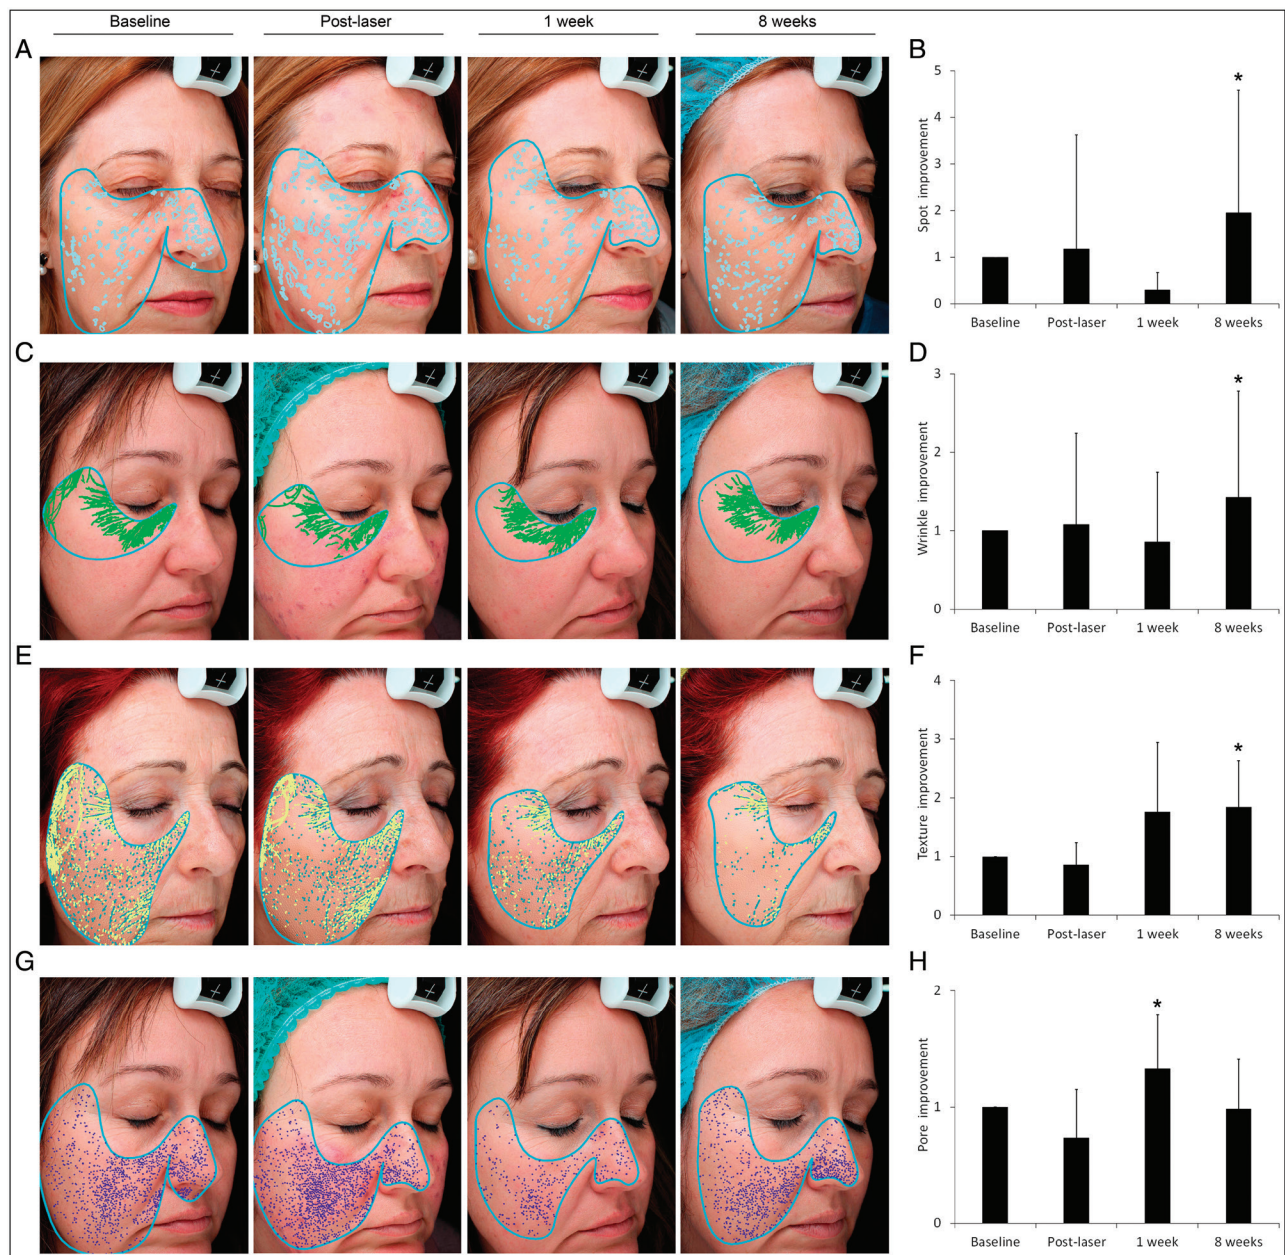 Baseline Post-laser 1 week 8 weeks
A
B
5
4
3
2
1
0
Spot improvement
*
Baseline Post-laser 1 week 8 weeks
C
D
3
2
1
0
Wrinkle improvement
*
Baseline Post-laser 1 week 8 weeks
E
F
4
3
2
1
0
Texture improvement
*
Baseline Post-laser 1 week 8 weeks
G
H
2
1
0
Pore improvement
*
Baseline Post-laser 1 week 8 weeks